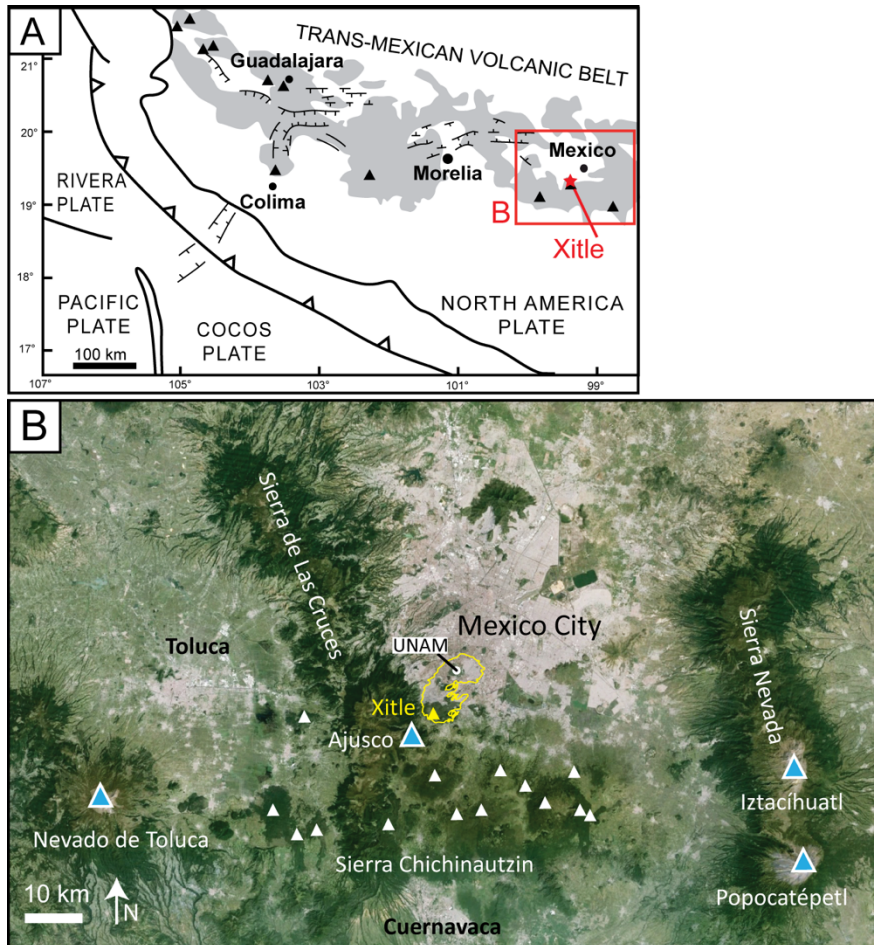 A
TRANS-MEXICAN VOLCANIC BELT
Guadalajara
21°
20°
19°
18°
17°
Mexico
Morelia
Colima
B
Xitle
RIVERA
PLATE
PACIFIC
PLATE
COCOS
PLATE
NORTH AMERICA
PLATE
100 km
107°
105°
103°
101°
99°
B
Sierra de Las Cruces
Mexico City
UNAM
Toluca
Xitle
Ajusco
Sierra Nevada
Iztacíhuatl
Nevado de Toluca
Sierra Chichinautzin
Popocatépetl
10 km
N
Cuernavaca